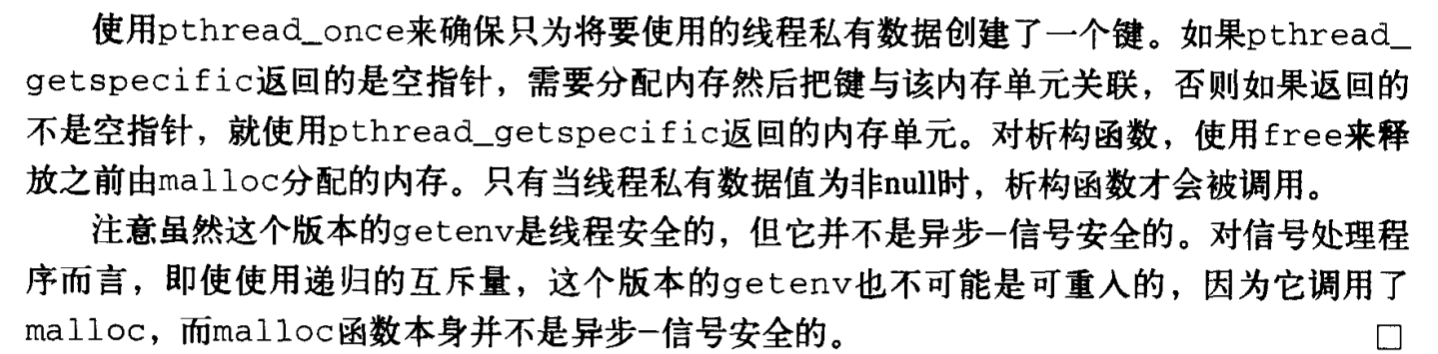 使用pthread_once来确保只为将要使用的线程私有数据创建了一个键。如果pthread_
getspecific返回的是空指针，需要分配内存然后把键与该内存单元关联，否则如果返回的
不是空指针，就使用pthread_getspecific返回的内存单元。对析构函数，使用free来释
放之前由malloc分配的内存。只有当线程私有数据值为非null时，析构函数才会被调用。
注意虽然这个版本的getenv是线程安全的，但它并不是异步-信号安全的。对信号处理程
序而言，即使使用递归的互斥量，这个版本的getenv也不可能是可重入的，因为它调用了
malloc，而malloc函数本身并不是异步-信号安全的。 □